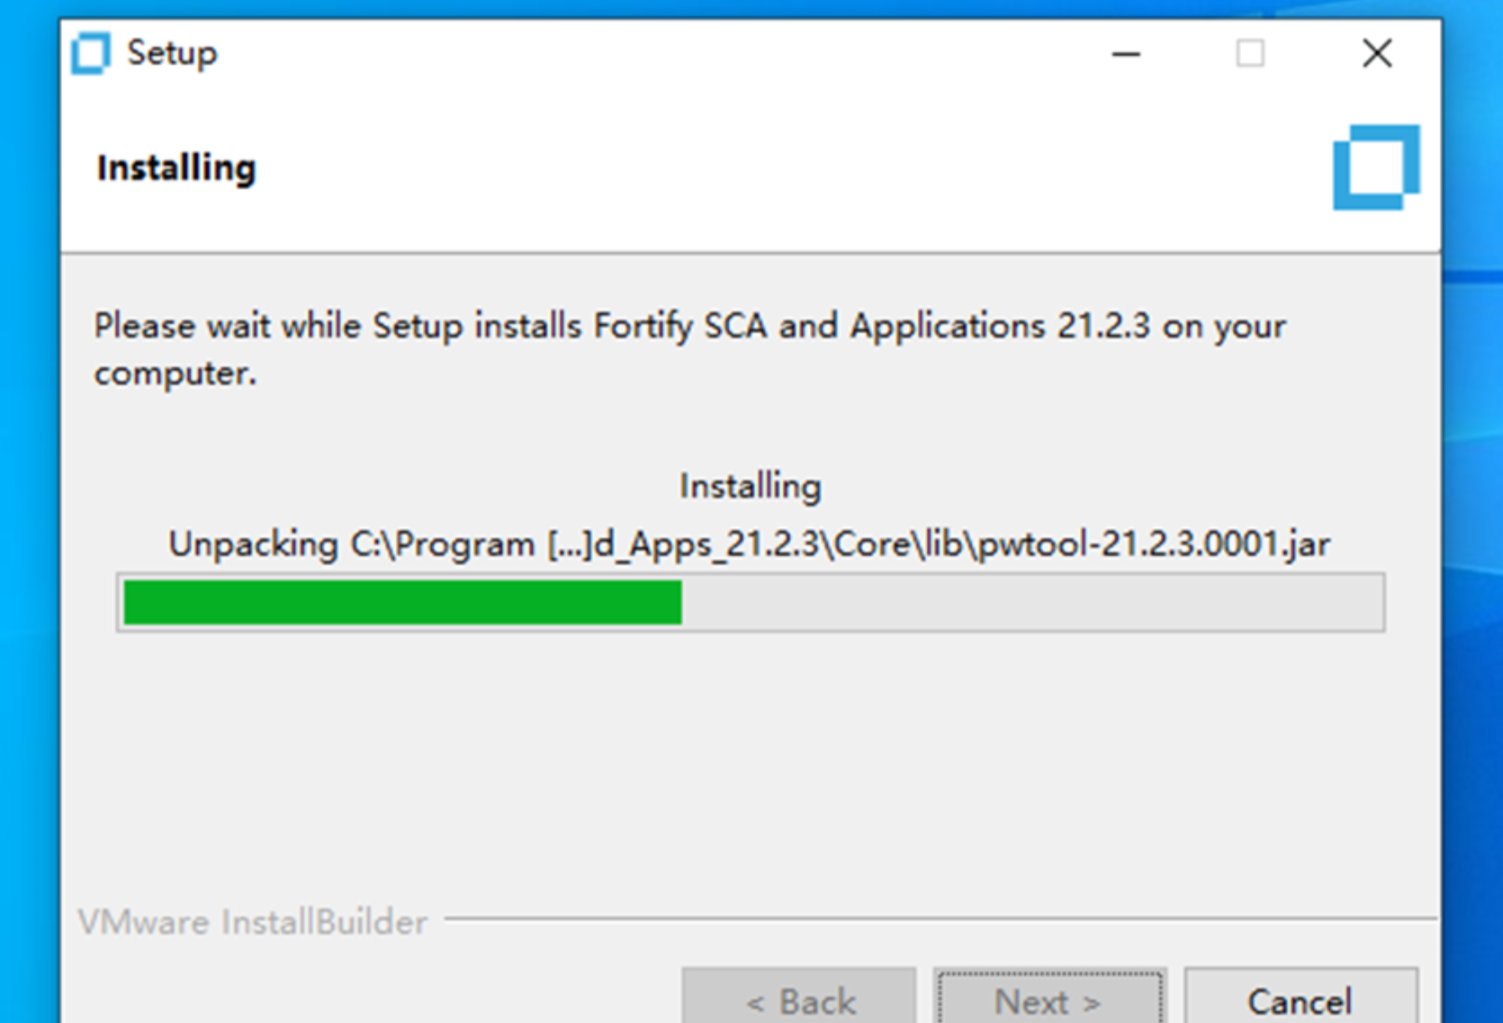 Setup
Installing
Please wait while Setup installs Fortify SCA and Applications 21.2.3 on your
computer.
Installing
Unpacking C:\Program [...]d_Apps_21.2.3\Core\lib\pwtool-21.2.3.0001.jar
VMware InstallBuilder
< Back
Next >
Cancel